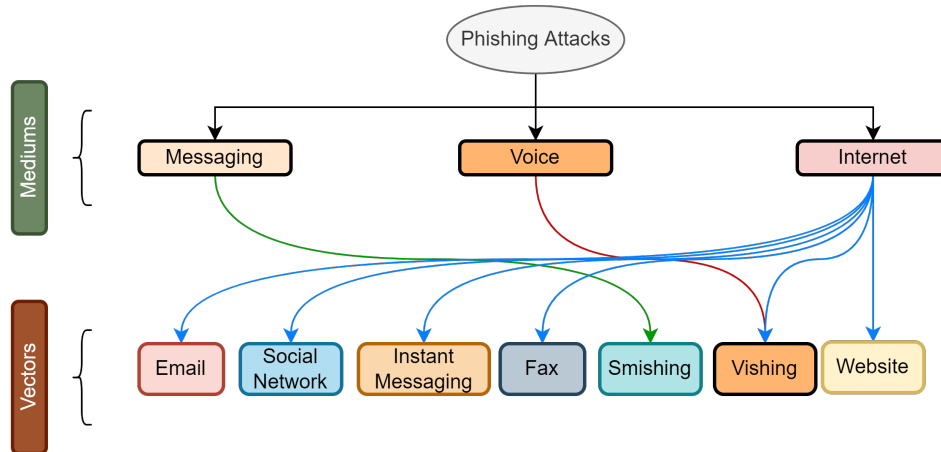 Phishing Attacks
Mediums
Messaging
Voice
Internet
Vectors
Email
Social
Network
Instant
Messaging
Fax
Smishing
Vishing
Website